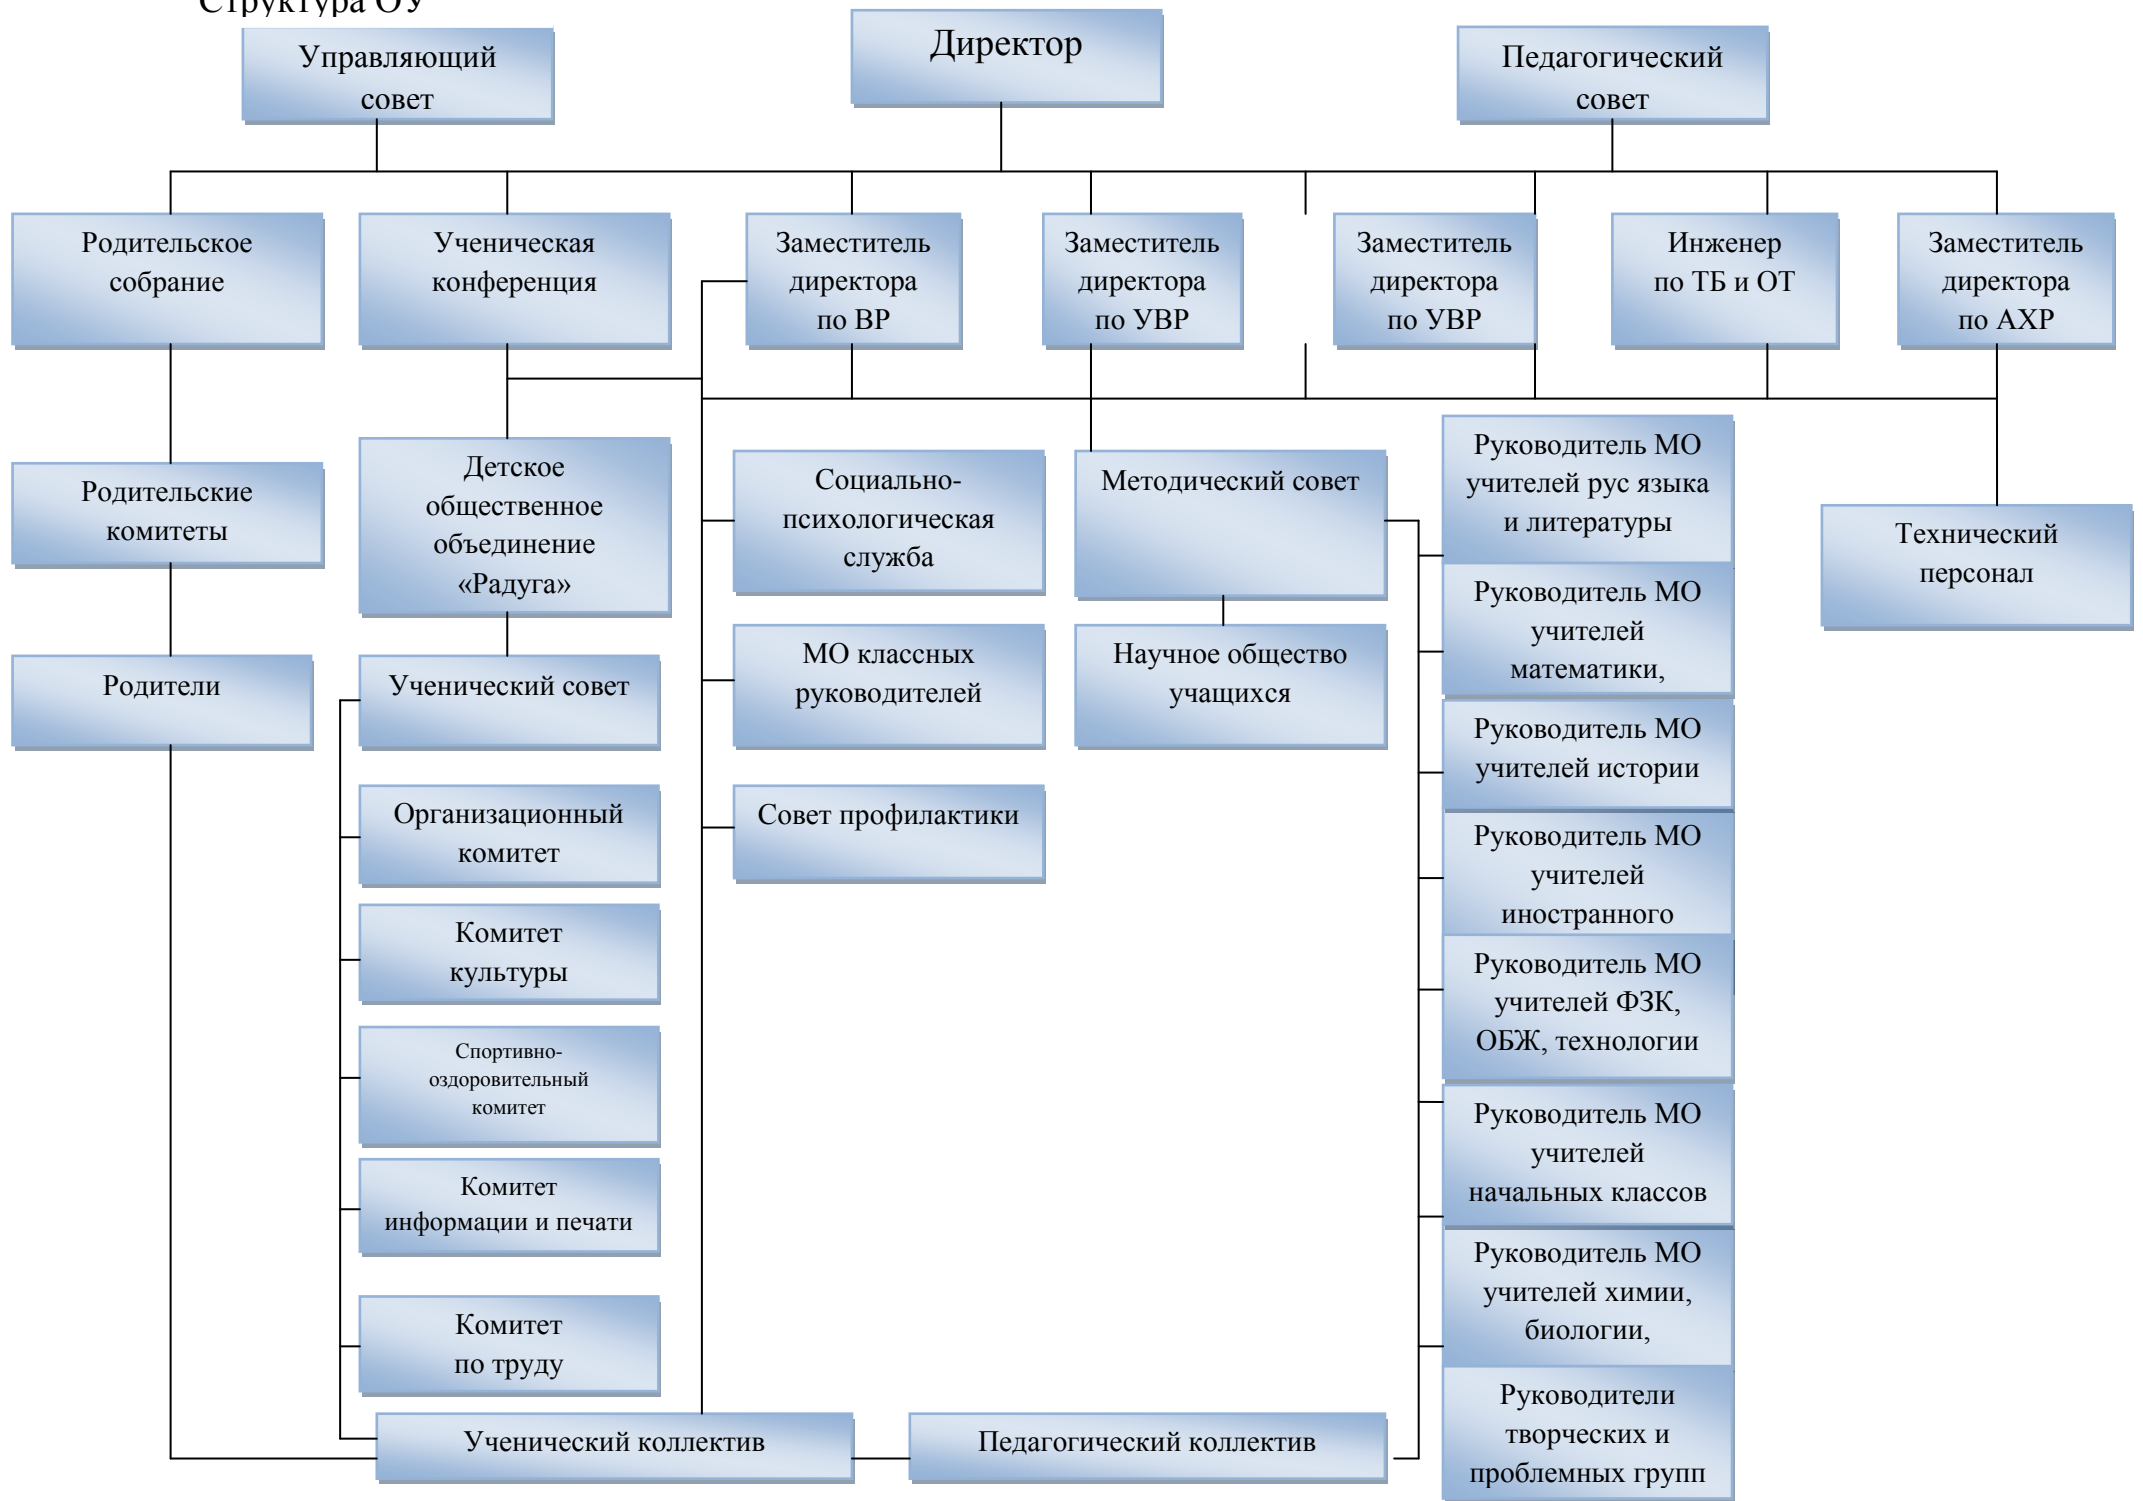 Структура ОУ
Управляющий
совет
Директор
Педагогический
совет
Родительское
собрание
Ученическая
конференция
Заместитель
директора
по ВР
Заместитель
директора
по УВР
Заместитель
директора
по УВР
Инженер
по ТБ и ОТ
Заместитель
директора
по АХР
Родительские
комитеты
Родители
Детское
общественное
объединение
«Радуга»
Ученический совет
Организационный
комитет
Комитет
культуры
Спортивно-
оздоровительный
комитет
Комитет
информации и печати
Комитет
по труду
Социально-
психологическая
служба
МО классных
руководителей
Совет профилактики
Методический совет
Научное общество
учащихся
Руководитель МО
учителей рус языка
и литературы
Руководитель МО
учителей
математики,
Руководитель МО
учителей истории
Руководитель МО
учителей
иностранного
Руководитель МО
учителей ФЗК,
ОБЖ, технологии
Руководитель МО
учителей
начальных классов
Руководитель МО
учителей химии,
биологии,
Руководители
творческих и
проблемных групп
Технический
персонал
Ученический коллектив
Педагогический коллектив